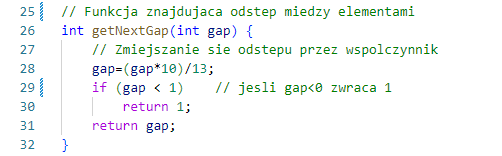 25 // Funkcja znajdujaca odstep miedzy elementami
26 int getNextGap(int gap) {
27 // Zmiejszanie sie odstepu przez wspolczynnik
28 gap=(gap*10)/13;
29 if (gap < 1) // jesli gap<0 zwraca 1
30 return 1;
31 return gap;
32 }